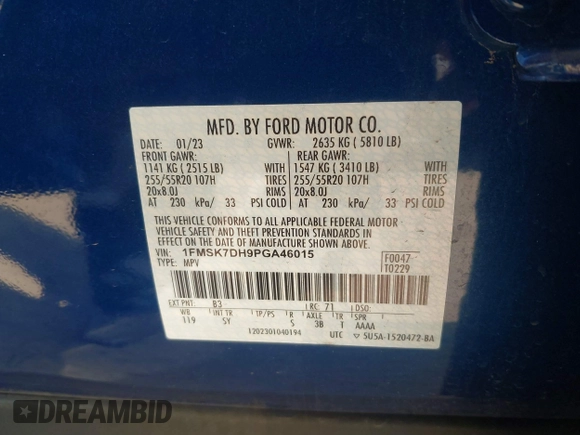 MFD. BY FORD MOTOR CO.
DATE: 01/23 GVWR: 2635 KG ( 5810 LB)
FRONT GAWR: REAR GAWR:
1141 KG ( 2515 LB) WITH 1547 KG ( 3410 LB) WITH
255/55R20 107H TIRES 255/55R20 107H TIRES
20x8.0J RIMS 20x8.0J RIMS
AT 230 kPa/ 33 PSI COLD AT 230 kPa/ 33 PSI COLD
THIS VEHICLE CONFORMS TO ALL APPLICABLE FEDERAL MOTOR
VEHICLE SAFETY AND THEFT PREVENTION STANDARDS IN
EFFECT ON THE DATE OF MANUFACTURE SHOWN ABOVE.
VIN: 1FMSK7DH9PGA46015 F0047
TYPE: MPV T0229
EXT PNT: B3 RC: 71 DSO:
WB INT TR TP/PS R AXLE TR SPR
119 SY S 3B T AAAA
1202301040194 UTC ▽ SU5A-1520472-BA
DREAMBID